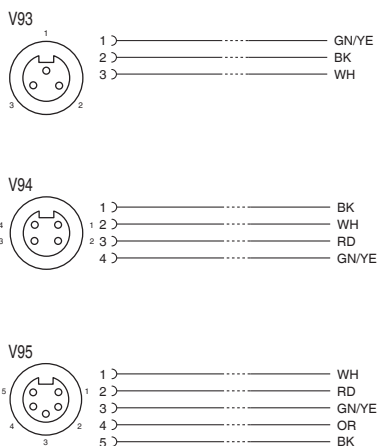 V93
1
3
2
1 GN/YE
2 BK
3 WH
V94
4
1
3
2
1 BK
2 WH
3 RD
4 GN/YE
V95
5
1
4
2
3
1 WH
2 RD
3 GN/YE
4 OR
5 BK